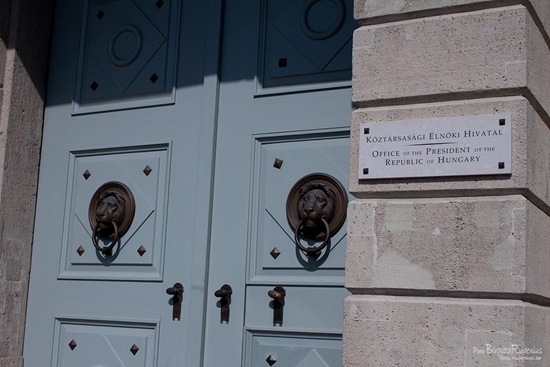 KÖZTÁRSASÁGI ELNÖKI HIVATAL
OFFICE OF THE PRESIDENT OF THE
REPUBLIC OF HUNGARY